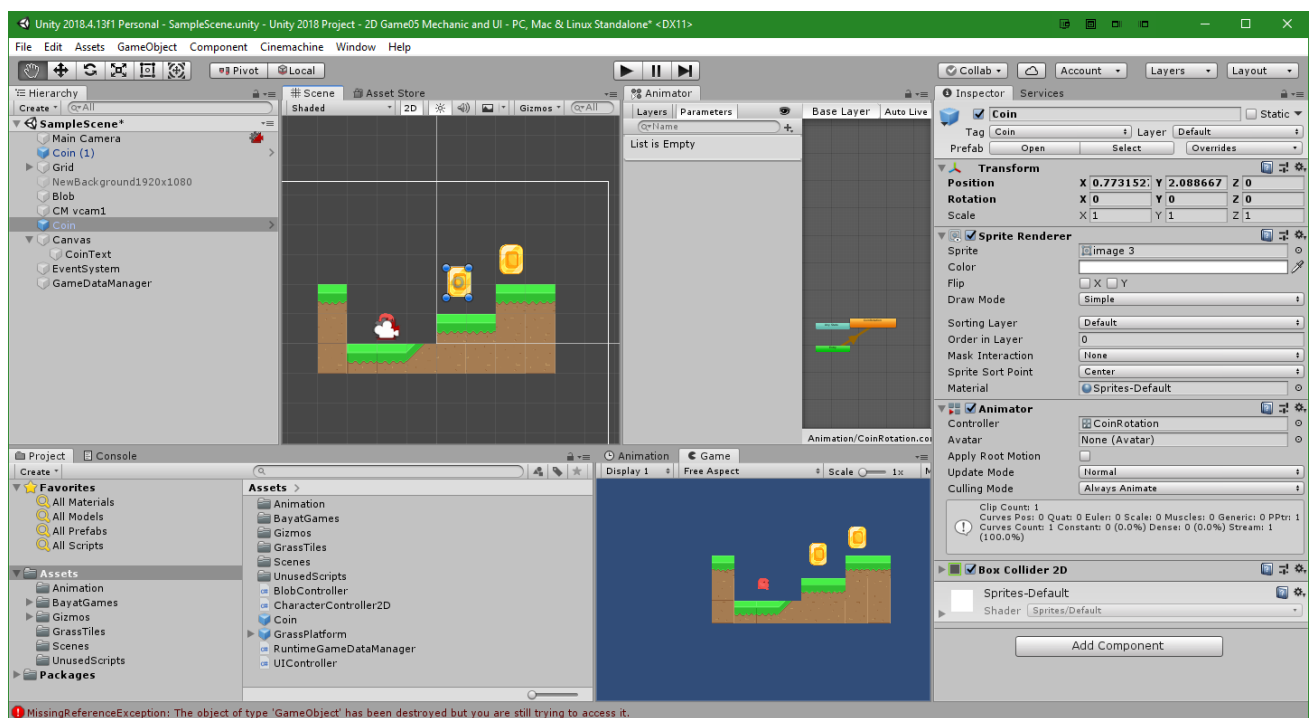 Unity 2018.4.13f1 Personal - SampleScene.unity - Unity 2018 Project - 2D Game05 Mechanic and UI - PC, Mac & Linux Standalone* <DX11>
File Edit Assets GameObject Component Cinemachine Window Help
Pivot Local Collab Account Layers Layout
Hierarchy
Create All
SampleScene*
Main Camera
Coin (1)
Grid
NewBackground1920x1080
Blob
CM vcam1
Coin
Canvas
CoinText
EventSystem
GameDataManager
Scene Asset Store
Shaded 2D Gizmos All
Animator
Layers Parameters Base Layer Auto Live
Name
List is Empty
Animation/CoinRotation.co
Inspector Services
Coin Static
Tag Coin Layer Default
Prefab Open Select Overrides
Transform
Position X 0.773152 Y 2.088667 Z 0
Rotation X 0 Y 0 Z 0
Scale X 1 Y 1 Z 1
Sprite Renderer
Sprite image 3
Color
Flip X Y
Draw Mode Simple
Sorting Layer Default
Order in Layer 0
Mask Interaction None
Sprite Sort Point Center
Material Sprites-Default
Animator
Controller CoinRotation
Avatar None (Avatar)
Apply Root Motion
Update Mode Normal
Culling Mode Always Animate
Clip Count: 1
Curves Pos: 0 Quat: 0 Euler: 0 Scale: 0 Muscles: 0 Generic: 0 PPtr: 1
Curves Count: 1 Constant: 0 (0.0%) Dense: 0 (0.0%) Stream: 1
(100.0%)
Box Collider 2D
Sprites-Default
Shader Sprites/Default
Add Component
Project Console
Create
Favorites
All Materials
All Models
All Prefabs
All Scripts
Assets
Animation
BayatGames
Gizmos
GrassTiles
Scenes
UnusedScripts
Packages
Assets >
Animation
BayatGames
Gizmos
GrassTiles
Scenes
UnusedScripts
BlobController
CharacterController2D
Coin
GrassPlatform
RuntimeGameDataManager
UIController
Animation Game
Display 1 Free Aspect Scale 1x
MissingReferenceException: The object of type 'GameObject' has been destroyed but you are still trying to access it.